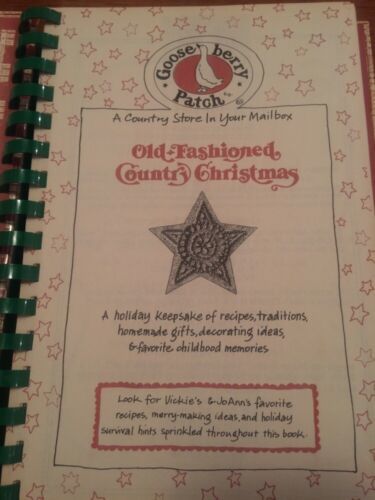 Gooseberry
Patch
A Country Store In Your Mailbox
Old-Fashioned
Country Christmas
A holiday keepsake of recipes, traditions,
homemade gifts, decorating ideas,
& favorite childhood memories
Look for Vickie's & JoAnn's favorite
recipes, merry-making ideas, and holiday
survival hints sprinkled throughout this book.